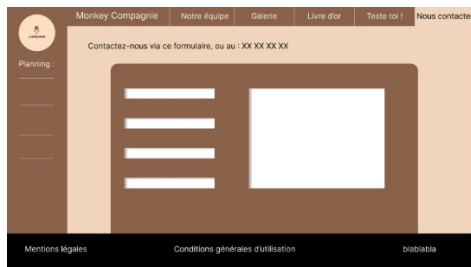 Monkey Compagnie
Notre équipe
Galerie
Livre d'or
Teste toi !
Nous contacte
Contactez-nous via ce formulaire, ou au : XX XX XX XX
Planning :
Mentions légales
Conditions générales d'utilisation
blablabla